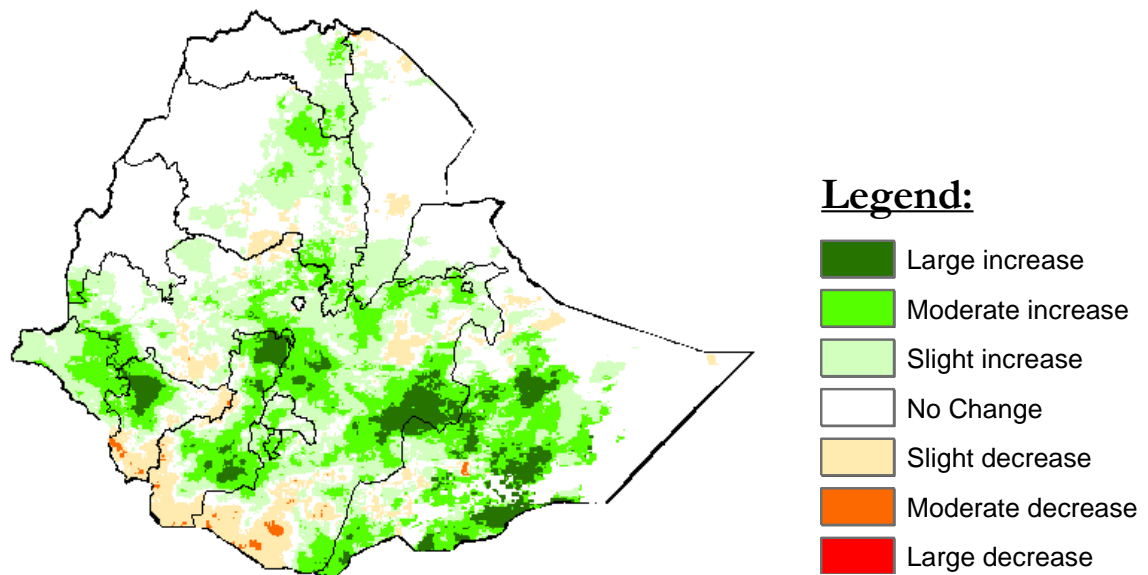 Legend:
Large increase
Moderate increase
Slight increase
No Change
Slight decrease
Moderate decrease
Large decrease